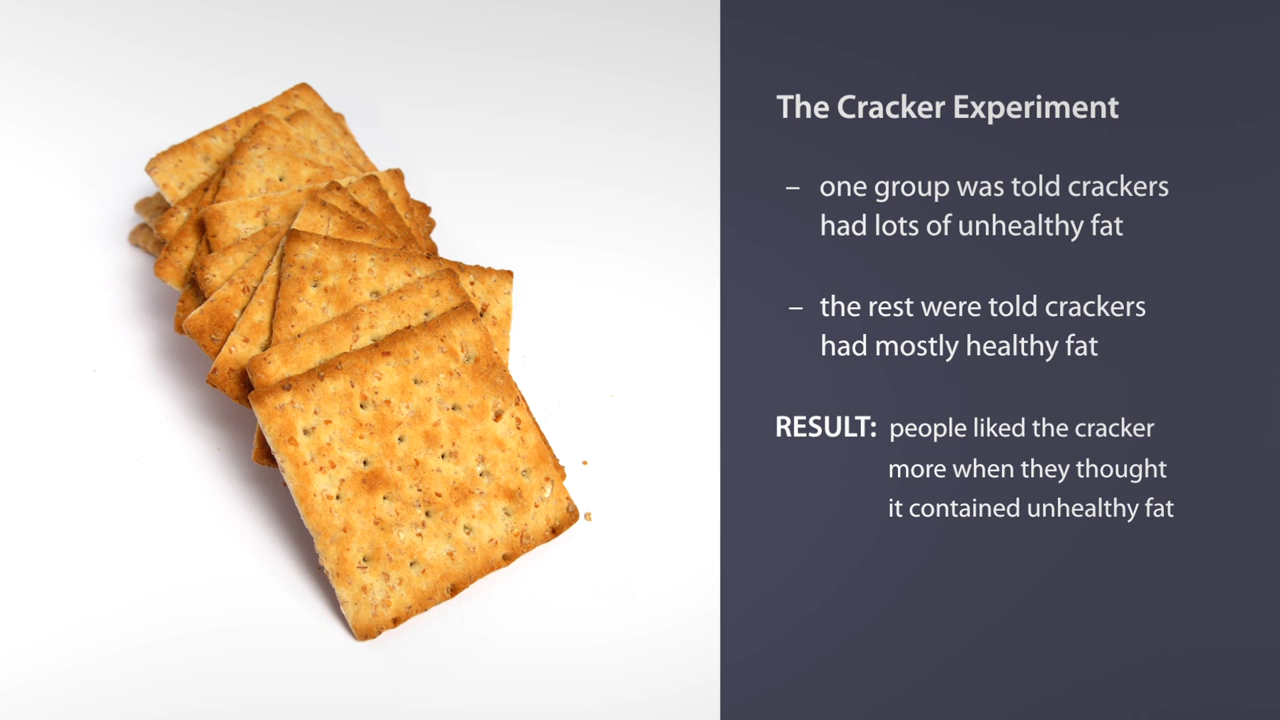 The Cracker Experiment
– one group was told crackers
had lots of unhealthy fat
– the rest were told crackers
had mostly healthy fat
RESULT: people liked the cracker
more when they thought
it contained unhealthy fat